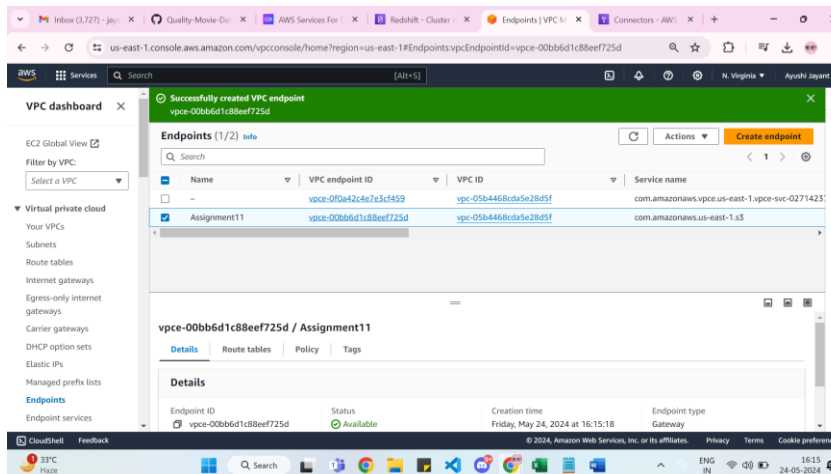 Inbox (3,727) - jay
Quality-Movie-Da
AWS Services For
Redshift - Cluster
Endpoints | VPC M
Connectors - AWS
us-east-1.console.aws.amazon.com/vpcconsole/home?region=us-east-1#Endpoints:vpcEndpointId=vpce-00bb6d1c88eef725d
aws
Services
Search
[Alt+S]
N. Virginia
Ayushi Jayant
VPC dashboard
EC2 Global View
Filter by VPC:
Select a VPC
Virtual private cloud
Your VPCs
Subnets
Route tables
Internet gateways
Egress-only internet
gateways
Carrier gateways
DHCP option sets
Elastic IPs
Managed prefix lists
Endpoints
Endpoint services
Successfully created VPC endpoint
vpce-00bb6d1c88eef725d
Endpoints (1/2) Info
Actions
Create endpoint
Search
1
Name VPC endpoint ID VPC ID Service name
– vpce-0f0a42c4e7e3cf459 vpc-05b4468cda5e28d5f com.amazonaws.vpce.us-east-1.vpce-svc-02714237
Assignment11 vpce-00bb6d1c88eef725d vpc-05b4468cda5e28d5f com.amazonaws.us-east-1.s3
vpce-00bb6d1c88eef725d / Assignment11
Details Route tables Policy Tags
Details
Endpoint ID Status Creation time Endpoint type
vpce-00bb6d1c88eef725d Available Friday, May 24, 2024 at 16:15:18 Gateway
CloudShell Feedback © 2024, Amazon Web Services, Inc. or its affiliates. Privacy Terms Cookie preferen
33°C
Haze
Search
ENG
IN
16:15
24-05-2024